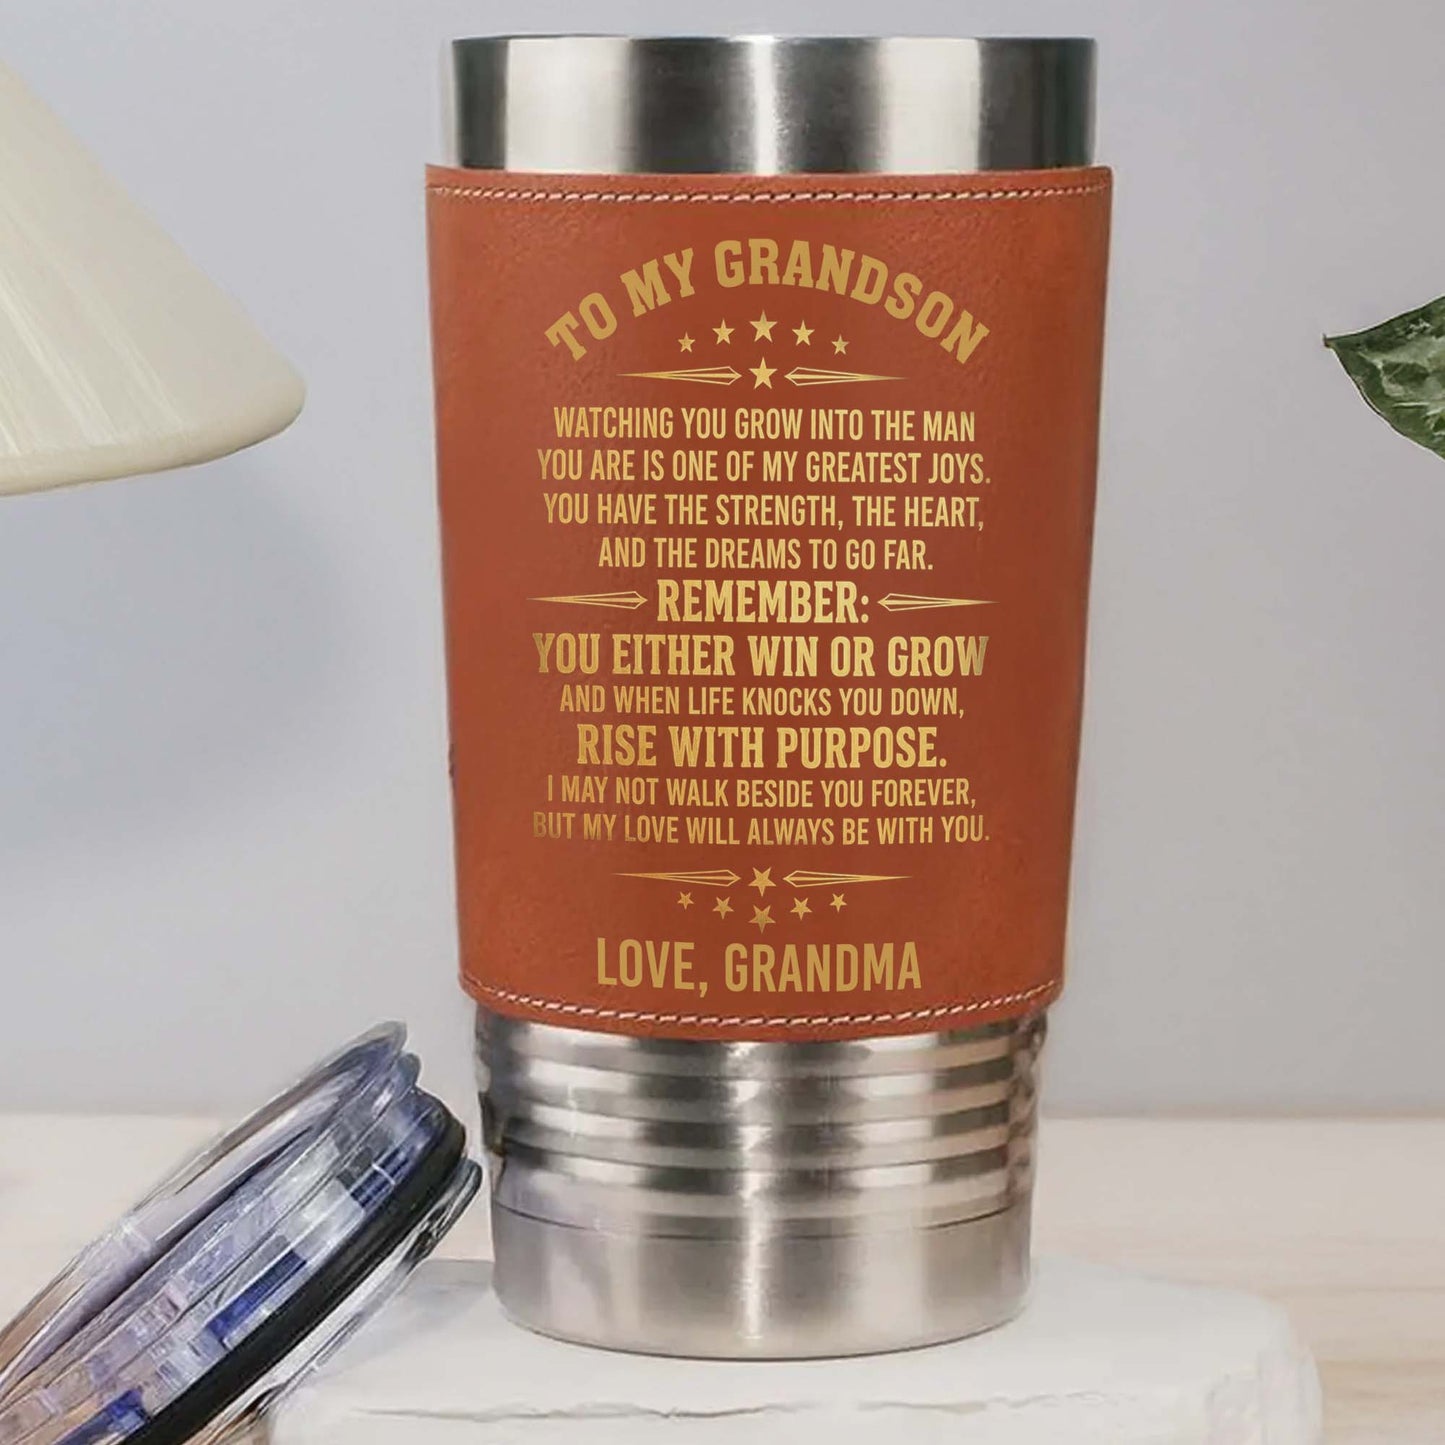 TO MY GRANDSON
WATCHING YOU GROW INTO THE MAN
YOU ARE IS ONE OF MY GREATEST JOYS.
YOU HAVE THE STRENGTH, THE HEART,
AND THE DREAMS TO GO FAR.
REMEMBER:
YOU EITHER WIN OR GROW
AND WHEN LIFE KNOCKS YOU DOWN,
RISE WITH PURPOSE.
I MAY NOT WALK BESIDE YOU FOREVER,
BUT MY LOVE WILL ALWAYS BE WITH YOU.
LOVE, GRANDMA